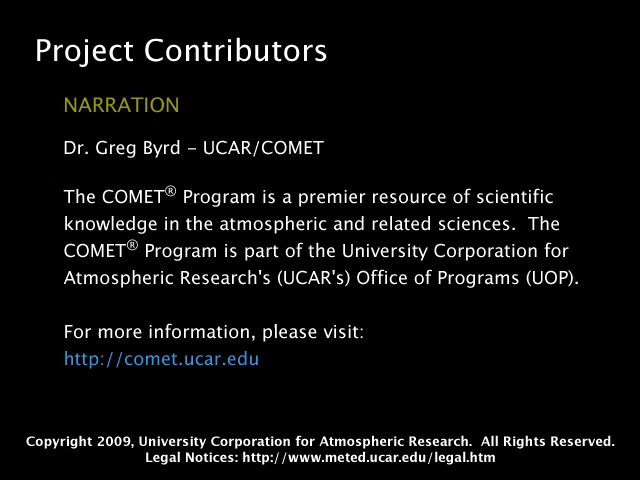 Project Contributors
NARRATION
Dr. Greg Byrd – UCAR/COMET
The COMET® Program is a premier resource of scientific
knowledge in the atmospheric and related sciences.  The
COMET® Program is part of the University Corporation for
Atmospheric Research's (UCAR's) Office of Programs (UOP).
For more information, please visit:
http://comet.ucar.edu
Copyright 2009, University Corporation for Atmospheric Research.  All Rights Reserved.
Legal Notices: http://www.meted.ucar.edu/legal.htm